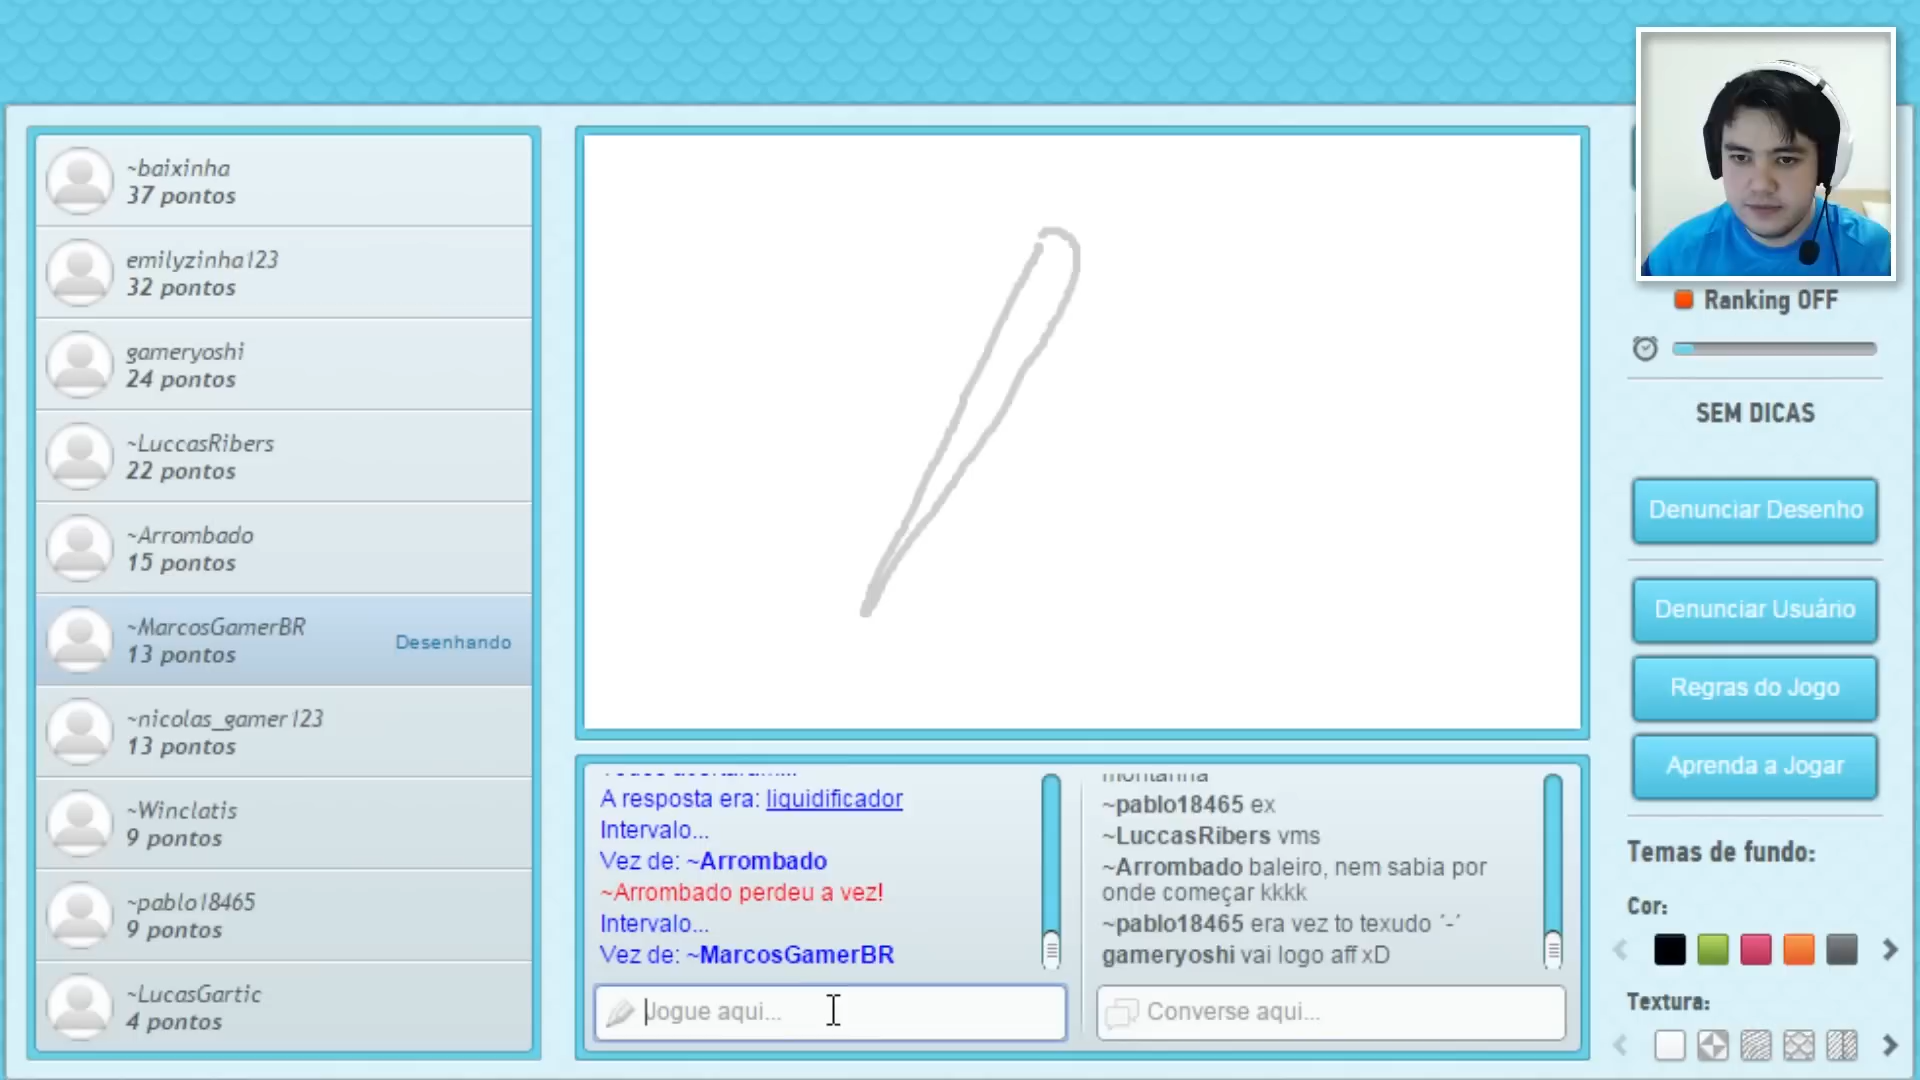 ~baixinha
37 pontos
emilyzinha123
32 pontos
gameryoshi
24 pontos
~LuccasRibers
22 pontos
~Arrombado
15 pontos
~MarcosGamerBR
13 pontos
Desenhando
~nicolas_gamer123
13 pontos
~Winclatis
9 pontos
~pablo18465
9 pontos
~LucasGartic
4 pontos
A resposta era: liquidificador
Intervalo...
Vez de: ~Arrombado
~Arrombado perdeu a vez!
Intervalo...
Vez de: ~MarcosGamerBR
Jogue aqui...
montanha
~pablo18465 ex
~LuccasRibers vms
~Arrombado baleiro, nem sabia por
onde começar kkkk
~pablo18465 era vez to texudo ´-´
gameryoshi vai logo aff xD
Converse aqui...
Ranking OFF
SEM DICAS
Denunciar Desenho
Denunciar Usuário
Regras do Jogo
Aprenda a Jogar
Temas de fundo:
Cor:
Textura: